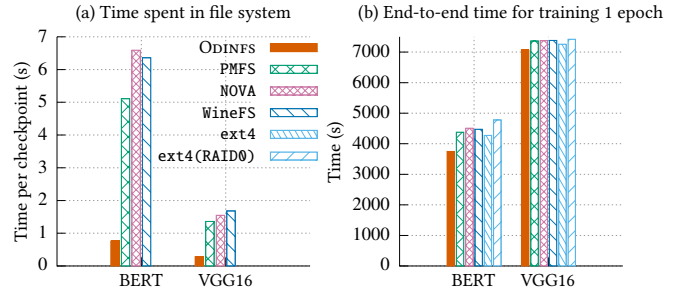 (a) Time spent in file system
Time per checkpoint (s)
7
6
5
4
3
2
1
0
BERT VGG16
ODINFS
PMFS
NOVA
WineFS
ext4
ext4(RAID0)
(b) End-to-end time for training 1 epoch
Time (s)
7000
6000
5000
4000
3000
2000
1000
0
BERT VGG16